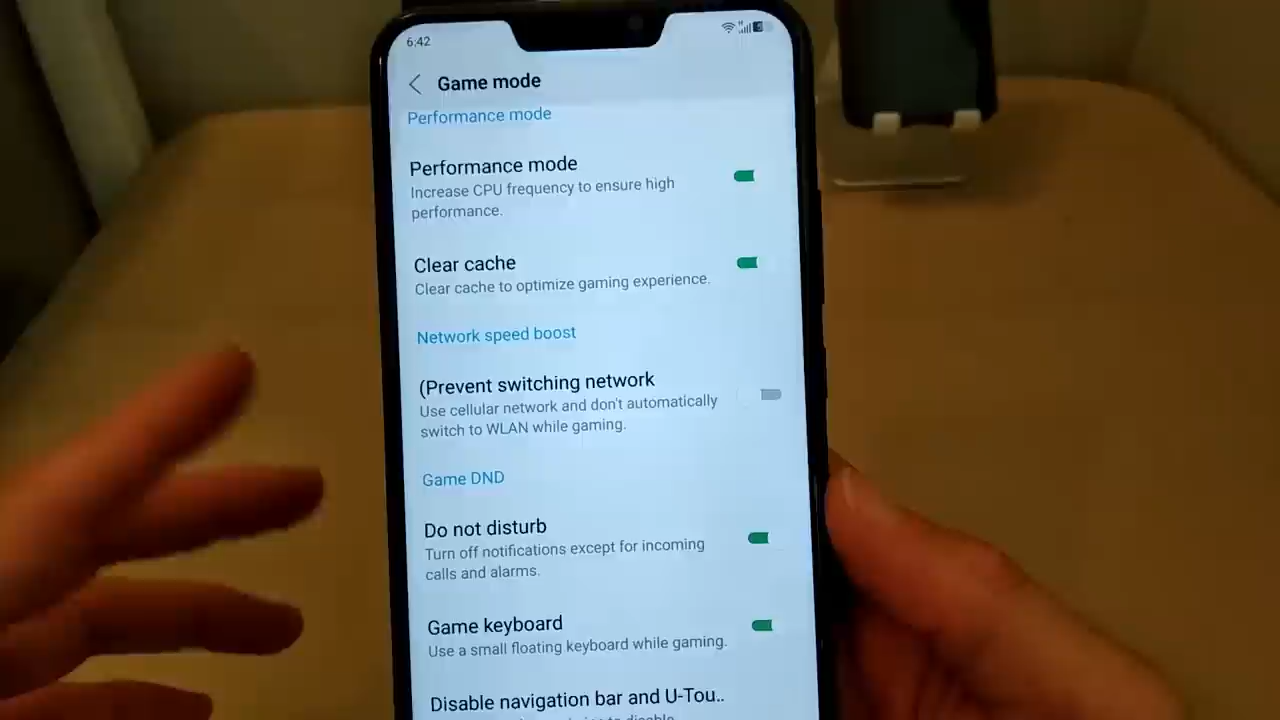 6:42
Game mode
Performance mode
Performance mode
Increase CPU frequency to ensure high
performance.
Clear cache
Clear cache to optimize gaming experience.
Network speed boost
(Prevent switching network
Use cellular network and don't automatically
switch to WLAN while gaming.
Game DND
Do not disturb
Turn off notifications except for incoming
calls and alarms.
Game keyboard
Use a small floating keyboard while gaming.
Disable navigation bar and U-Tou..
disable